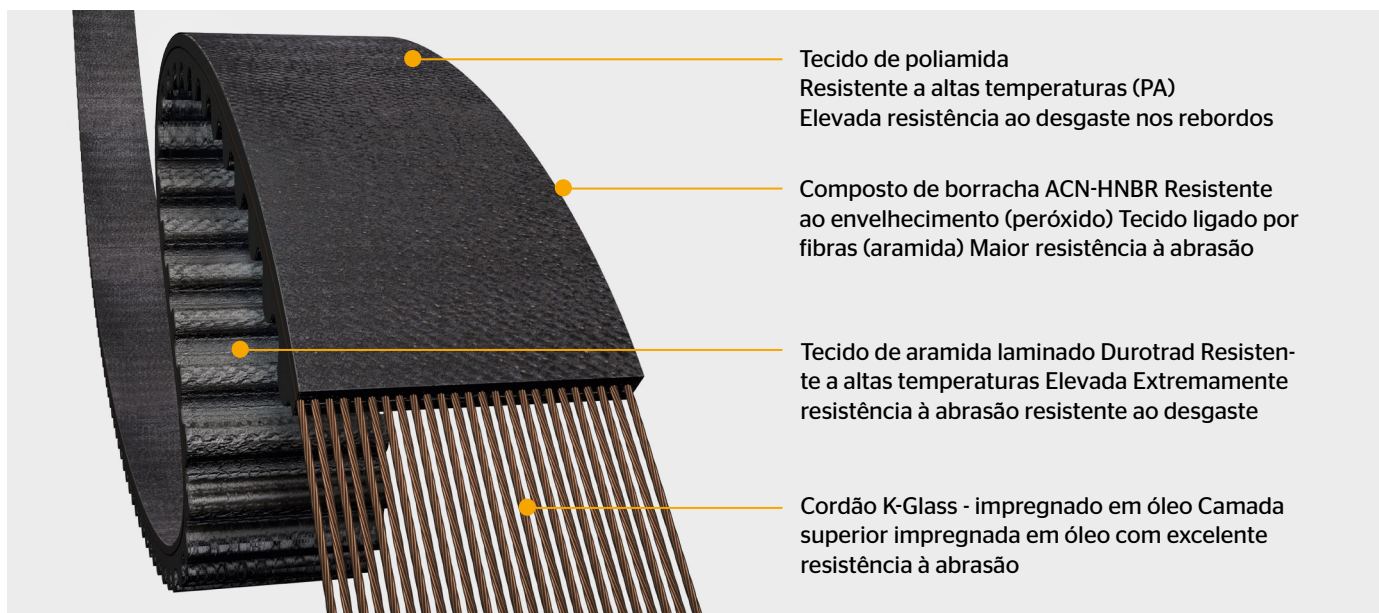 Tecido de poliamida
Resistente a altas temperaturas (PA)
Elevada resistência ao desgaste nos rebordos
Composto de borracha ACN-HNBR Resistente
ao envelhecimento (peróxido) Tecido ligado por
fibras (aramida) Maior resistência à abrasão
Tecido de aramida laminado Durotrad Resisten-
te a altas temperaturas Elevada Extremamente
resistência à abrasão resistente ao desgaste
Cordão K-Glass - impregnado em óleo Camada
superior impregnada em óleo com excelente
resistência à abrasão